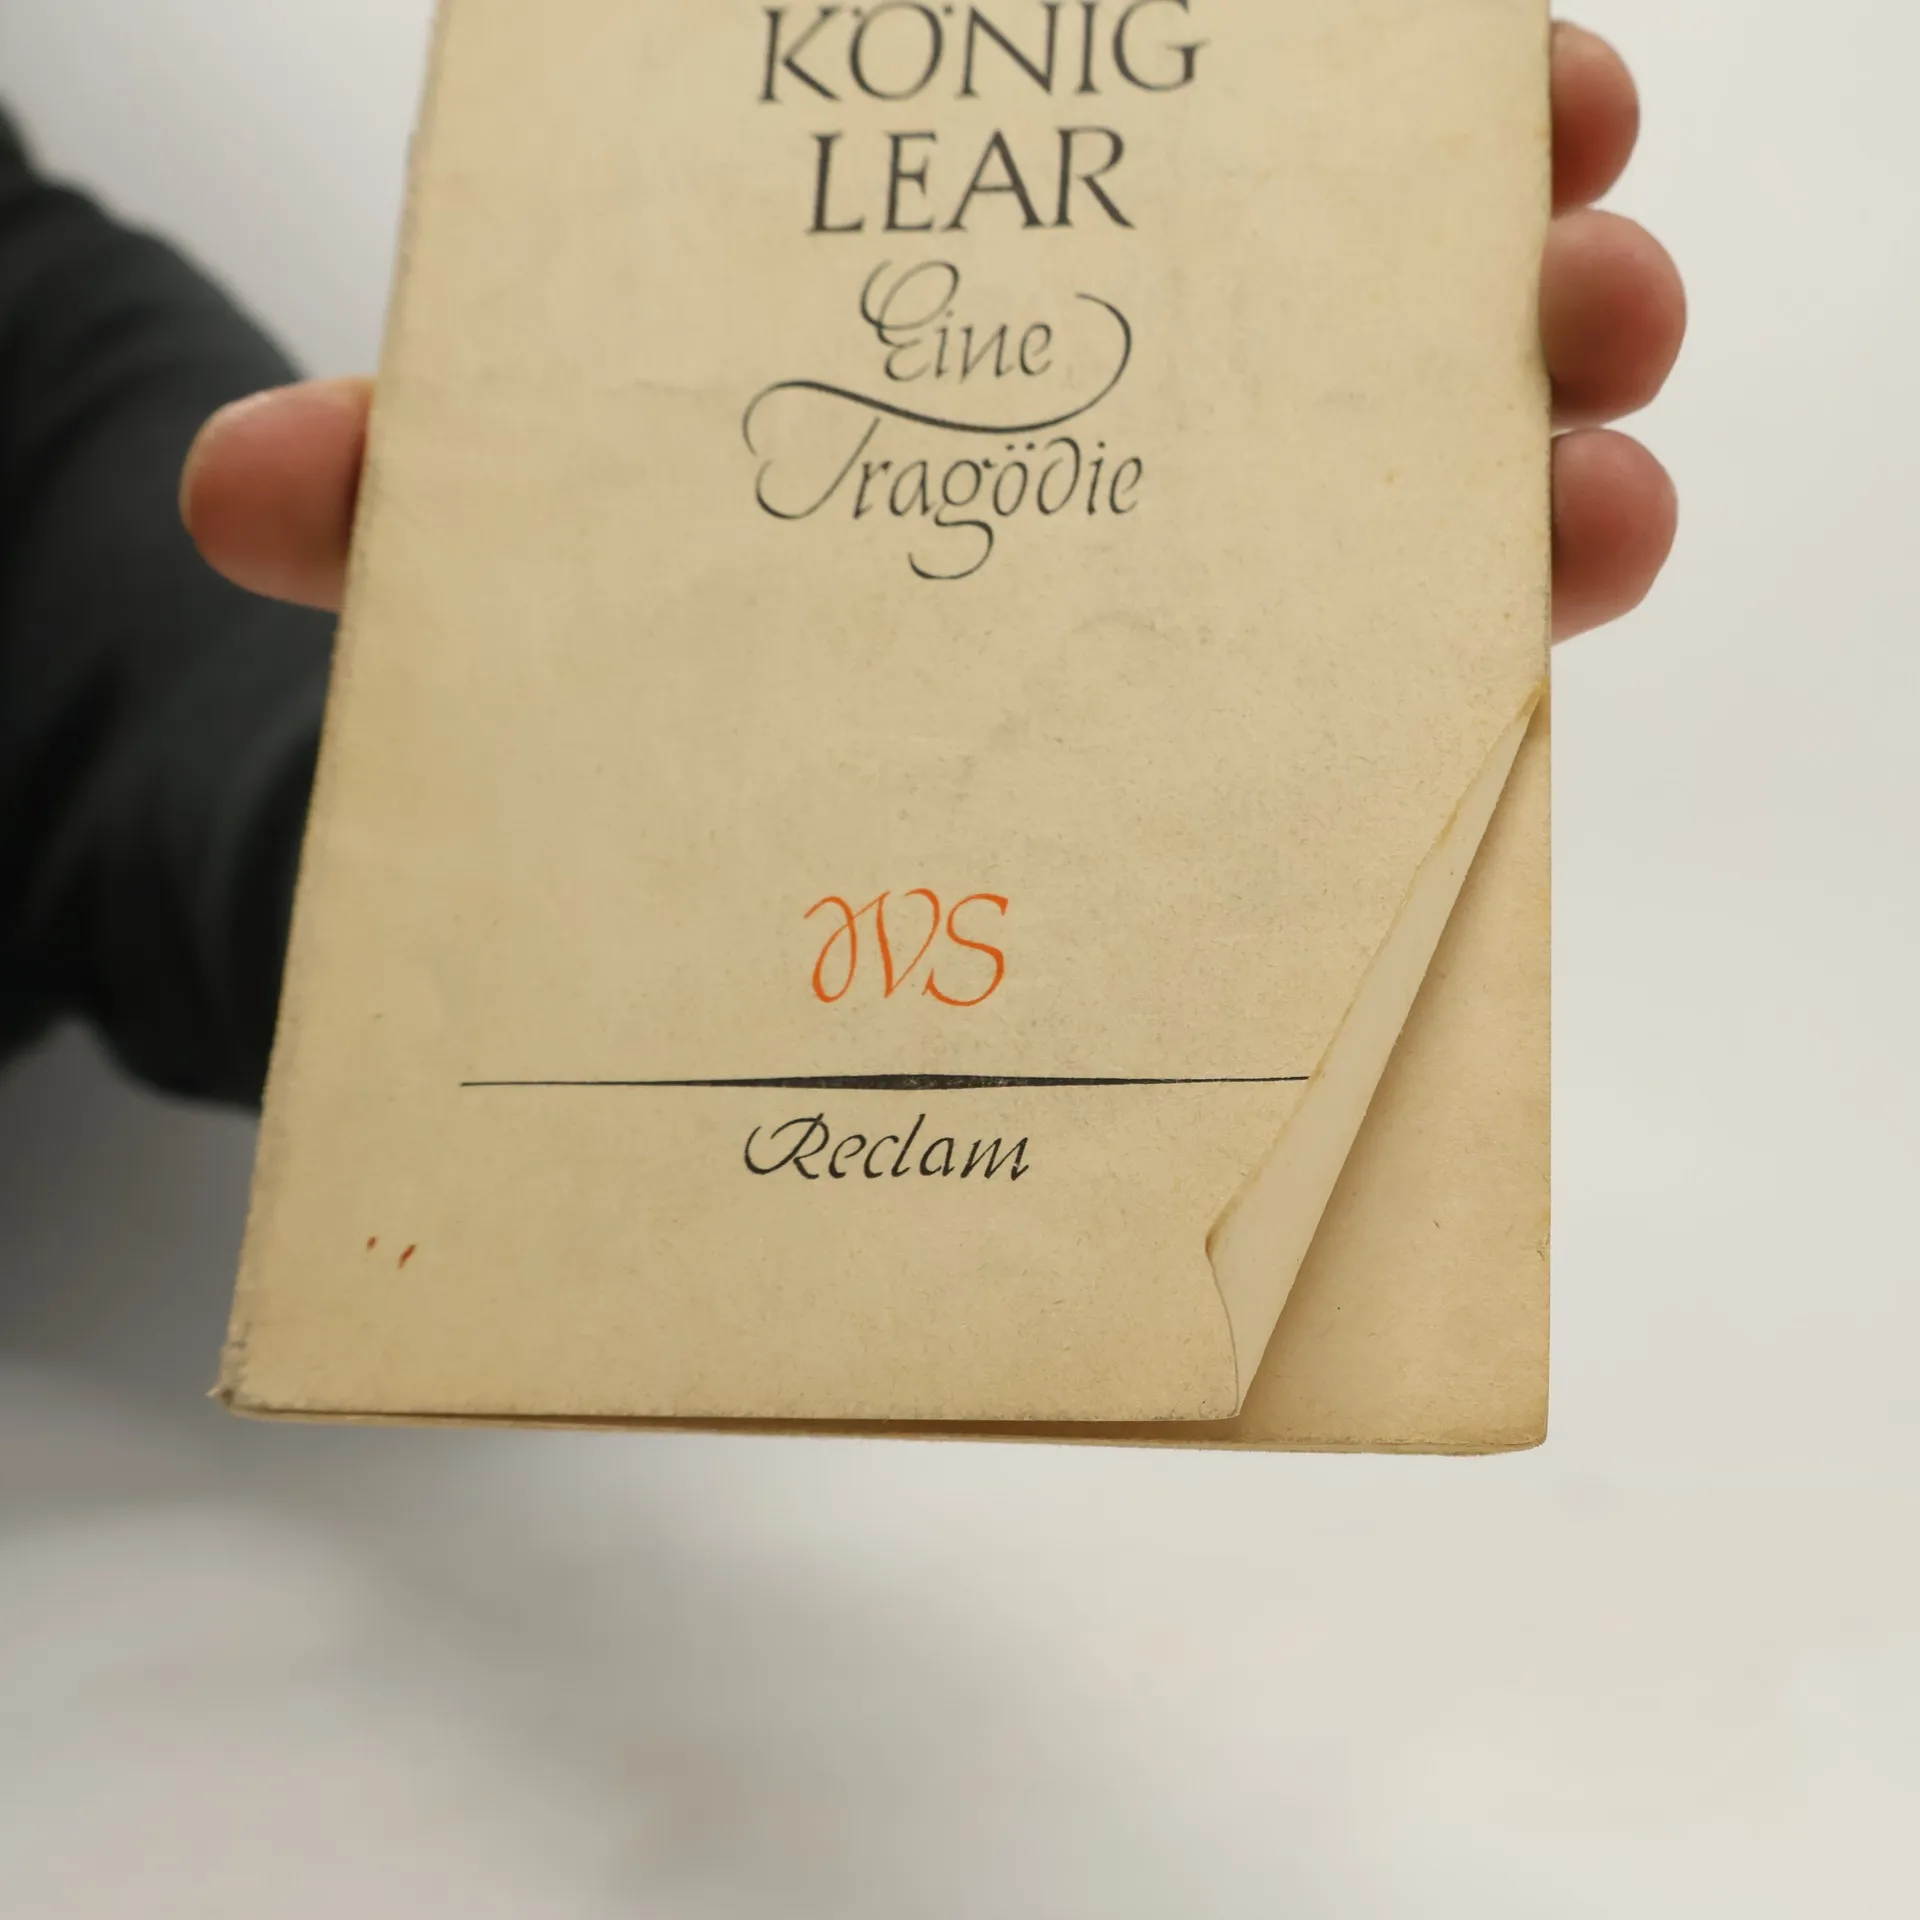 KÖNIG
LEAR
Eine
Tragödie
WS
Reclam